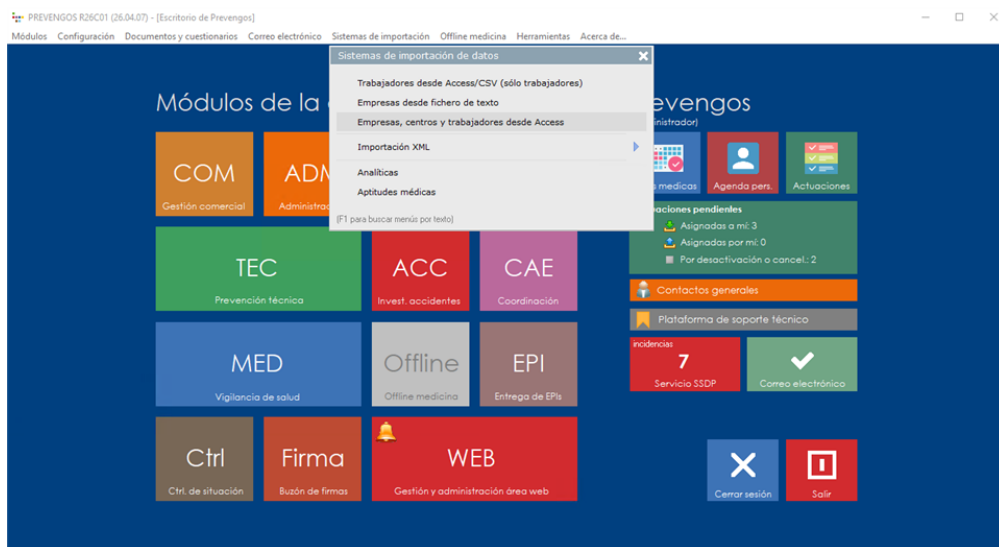 PREVENGOS R26C01 (26.04.07) - [Escritorio de Prevengos]
Módulos Configuración Documentos y cuestionarios Correo electrónico Sistemas de importación Offline medicina Herramientas Acerca de...
Sistemas de importación de datos
Trabajadores desde Access/CSV (sólo trabajadores)
Empresas desde fichero de texto
Empresas, centros y trabajadores desde Access
Importación XML
Analíticas
Aptitudes médicas
[F1 para buscar menús por texto]
Módulos de la
COM
Gestión comercial
TEC
Prevención técnica
ACC
Invest. accidentes
CAE
Coordinación
MED
Vigilancia de salud
Offline
Offline medicina
EPI
Entrega de EPIs
Ctrl
Ctrl. de situación
Firma
Buzón de firmas
WEB
Gestión y administración área web
medicas
Agenda pers.
Actuaciones
pendientes
Asignadas a mí: 3
Asignadas por mí: 0
Por desactivación o cancel.: 2
Contactos generales
Plataforma de soporte técnico
incidencias
7
Servicio SSDP
Correo electrónico
Cerrar sesión
Salir